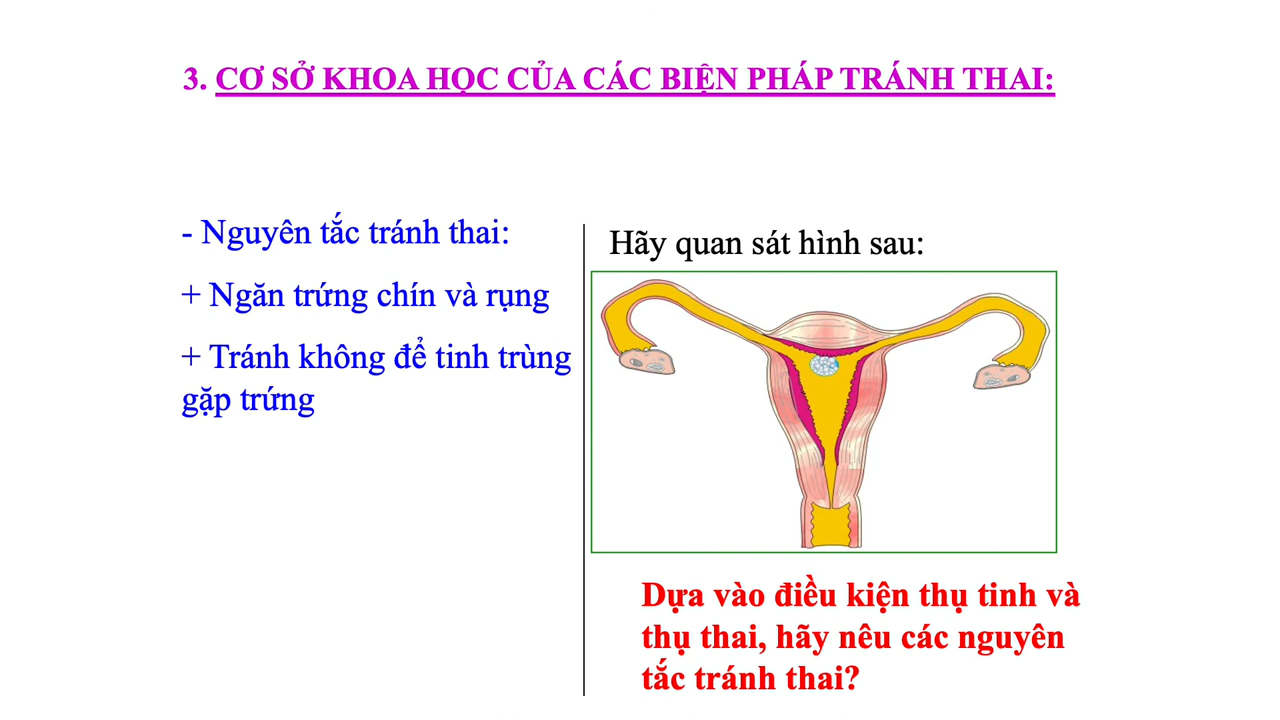 3. CƠ SỞ KHOA HỌC CỦA CÁC BIỆN PHÁP TRÁNH THAI:
- Nguyên tắc tránh thai:
+ Ngăn trứng chín và rụng
+ Tránh không để tinh trùng
gặp trứng
Hãy quan sát hình sau:
Dựa vào điều kiện thụ tinh và
thụ thai, hãy nêu các nguyên
tắc tránh thai?